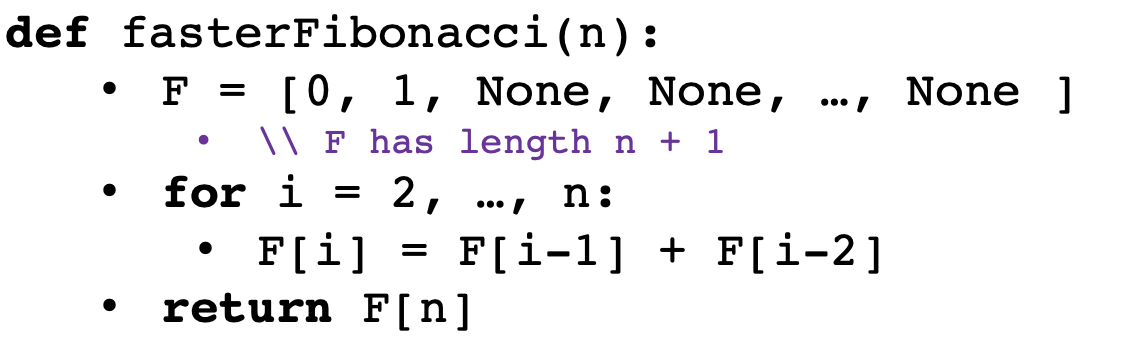 def fasterFibonacci(n):
• F = [0, 1, None, None, …, None ]
• \\ F has length n + 1
• for i = 2, …, n:
• F[i] = F[i-1] + F[i-2]
• return F[n]